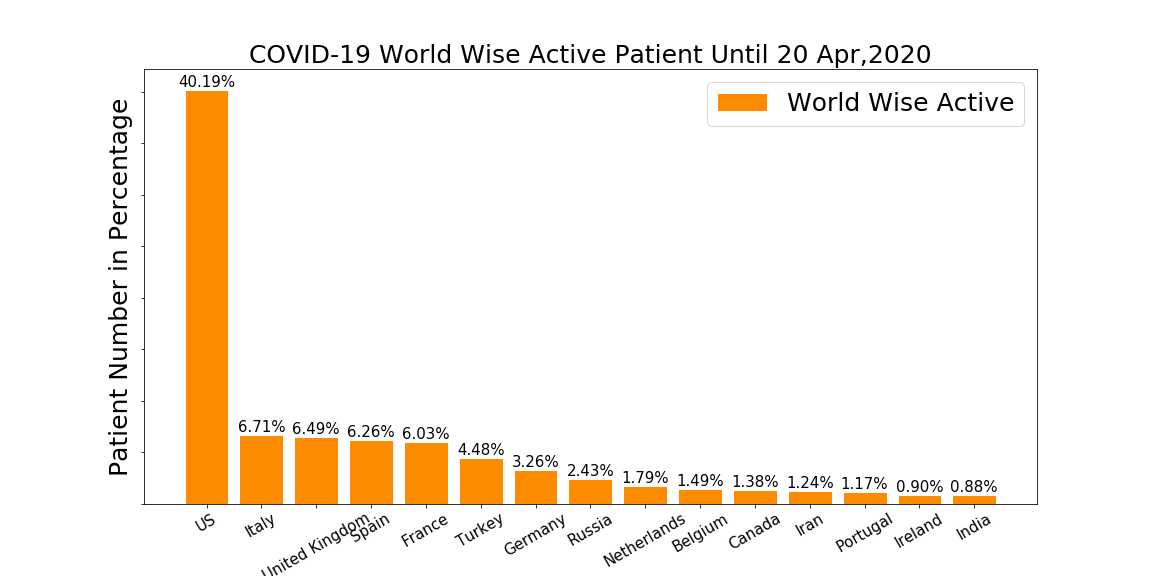 COVID-19 World Wise Active Patient Until 20 Apr,2020
World Wise Active
Patient Number in Percentage
40.19%
6.71%
6.49%
6.26%
6.03%
4.48%
3.26%
2.43%
1.79%
1.49%
1.38%
1.24%
1.17%
0.90%
0.88%
US
Italy
United Kingdom
Spain
France
Turkey
Germany
Russia
Netherlands
Belgium
Canada
Iran
Portugal
Ireland
India